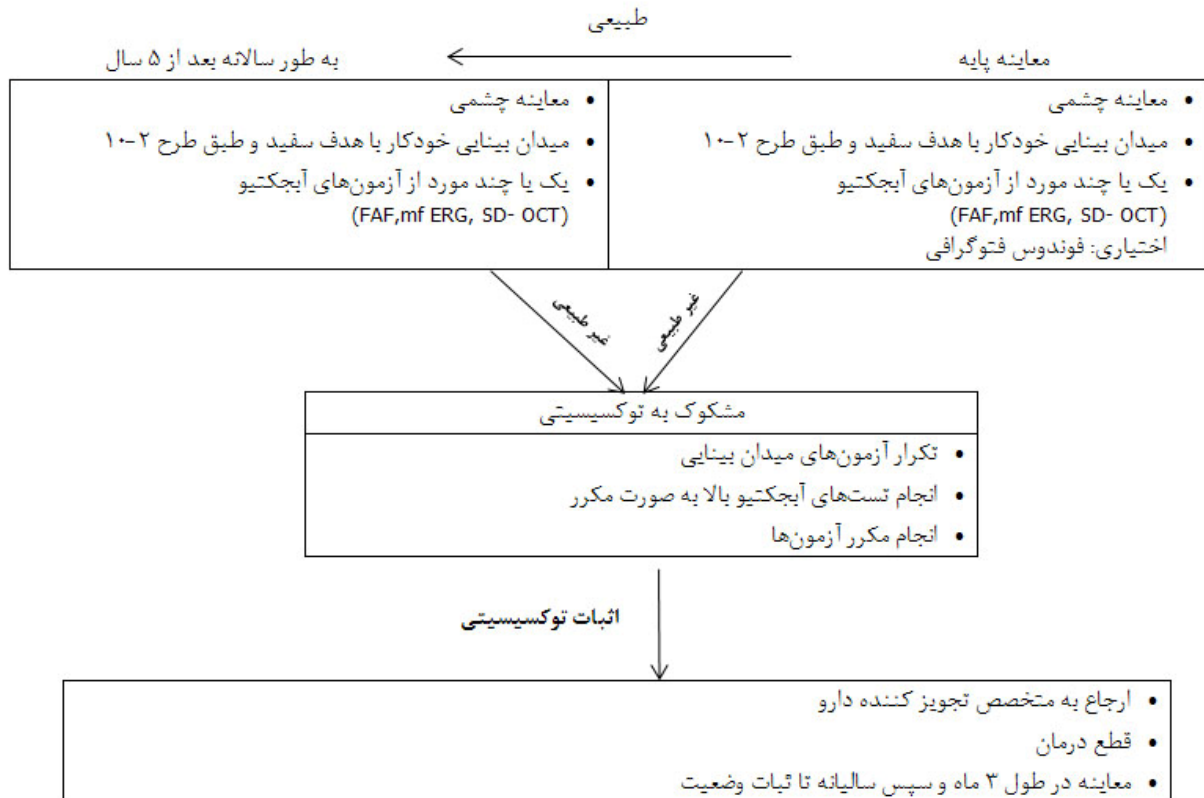 طبیعی
معاینه پایه
به طور سالانه بعد از ۵ سال
• معاینه چشمی
• میدان بینایی خودکار با هدف سفید و طبق طرح ۲-۱۰
• یک یا چند مورد از آزمون‌های آبجکتیو
(FAF,mf ERG, SD- OCT)
اختیاری: فوندوس فتوگرافی
• معاینه چشمی
• میدان بینایی خودکار با هدف سفید و طبق طرح ۲-۱۰
• یک یا چند مورد از آزمون‌های آبجکتیو
(FAF,mf ERG, SD- OCT)
غیر طبیعی
غیر طبیعی
مشکوک به توکسیسیتی
• تکرار آزمون‌های میدان بینایی
• انجام تست‌های آبجکتیو بالا به صورت مکرر
• انجام مکرر آزمون‌ها
اثبات توکسیسیتی
• ارجاع به متخصص تجویز کننده دارو
• قطع درمان
• معاینه در طول ۳ ماه و سپس سالیانه تا ثبات وضعیت